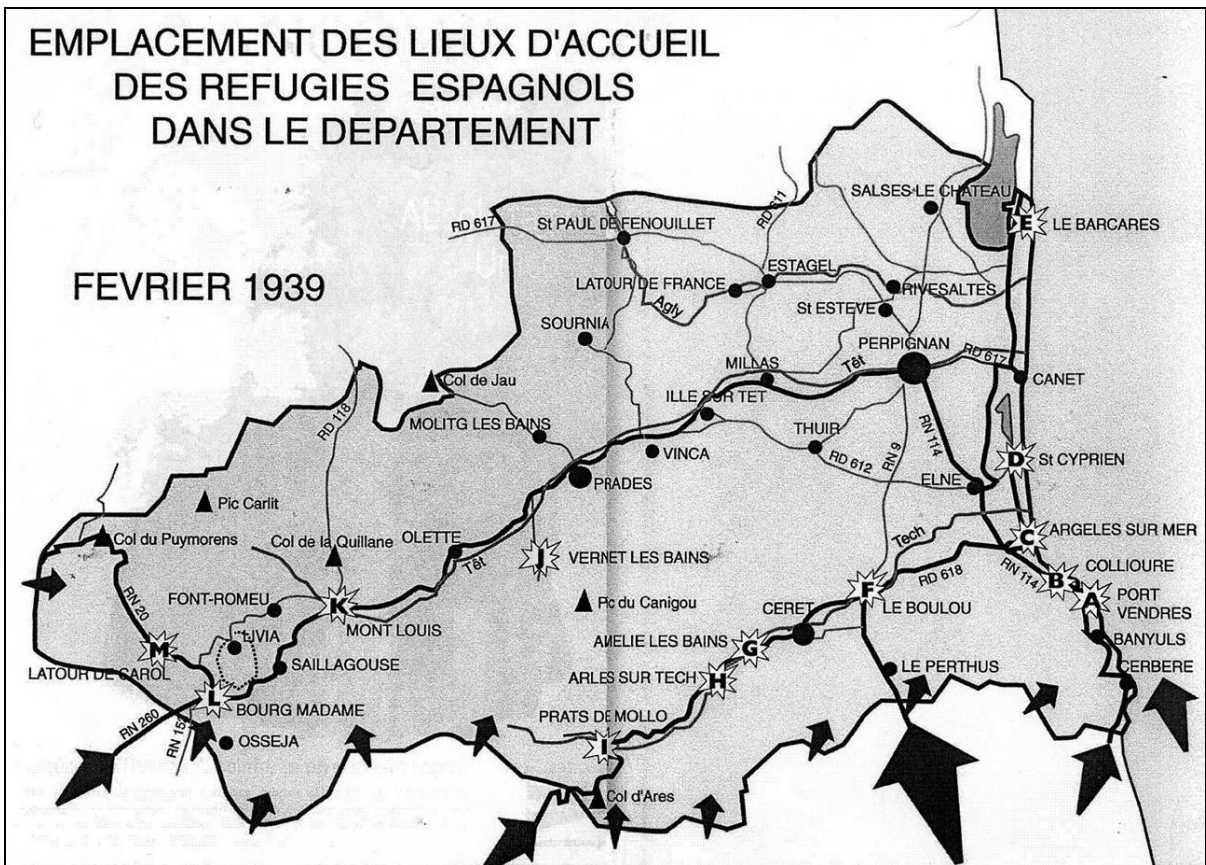 EMPLACEMENT DES LIEUX D'ACCUEIL
DES REFUGIES ESPAGNOLS
DANS LE DEPARTEMENT
FEVRIER 1939
SALSES-LE CHATEAU
E
LE BARCARES
RD 617
St PAUL DE FENOUILLET
RD 611
LATOUR DE FRANCE
ESTAGEL
RIVESALTES
Agly
St ESTEVE
SOURNIA
PERPIGNAN
RD 617
MILLAS
Têt
CANET
Col de Jau
ILLE SUR TET
RD 118
MOLITG LES BAINS
THUIR
RN 114
VINCA
RD 612
RN 9
D
St CYPRIEN
PRADES
ELNE
Pic Carlit
Col du Puymorens
Col de la Quillane
OLETTE
Têt
J
VERNET LES BAINS
Tech
C
ARGELES SUR MER
RD 618
RN 114
B
COLLIOURE
RN 20
FONT-ROMEU
K
MONT LOUIS
Pc du Canigou
F
LE BOULOU
A
PORT
VENDRES
CERET
BANYULS
AMELIE LES BAINS
G
M
LIVIA
LATOUR DE CAROL
SAILLAGOUSE
ARLES SUR TECH
H
LE PERTHUS
CERBERE
L
BOURG MADAME
RN 260
RN 152
OSSEJA
PRATS DE MOLLO
I
Col d'Ares